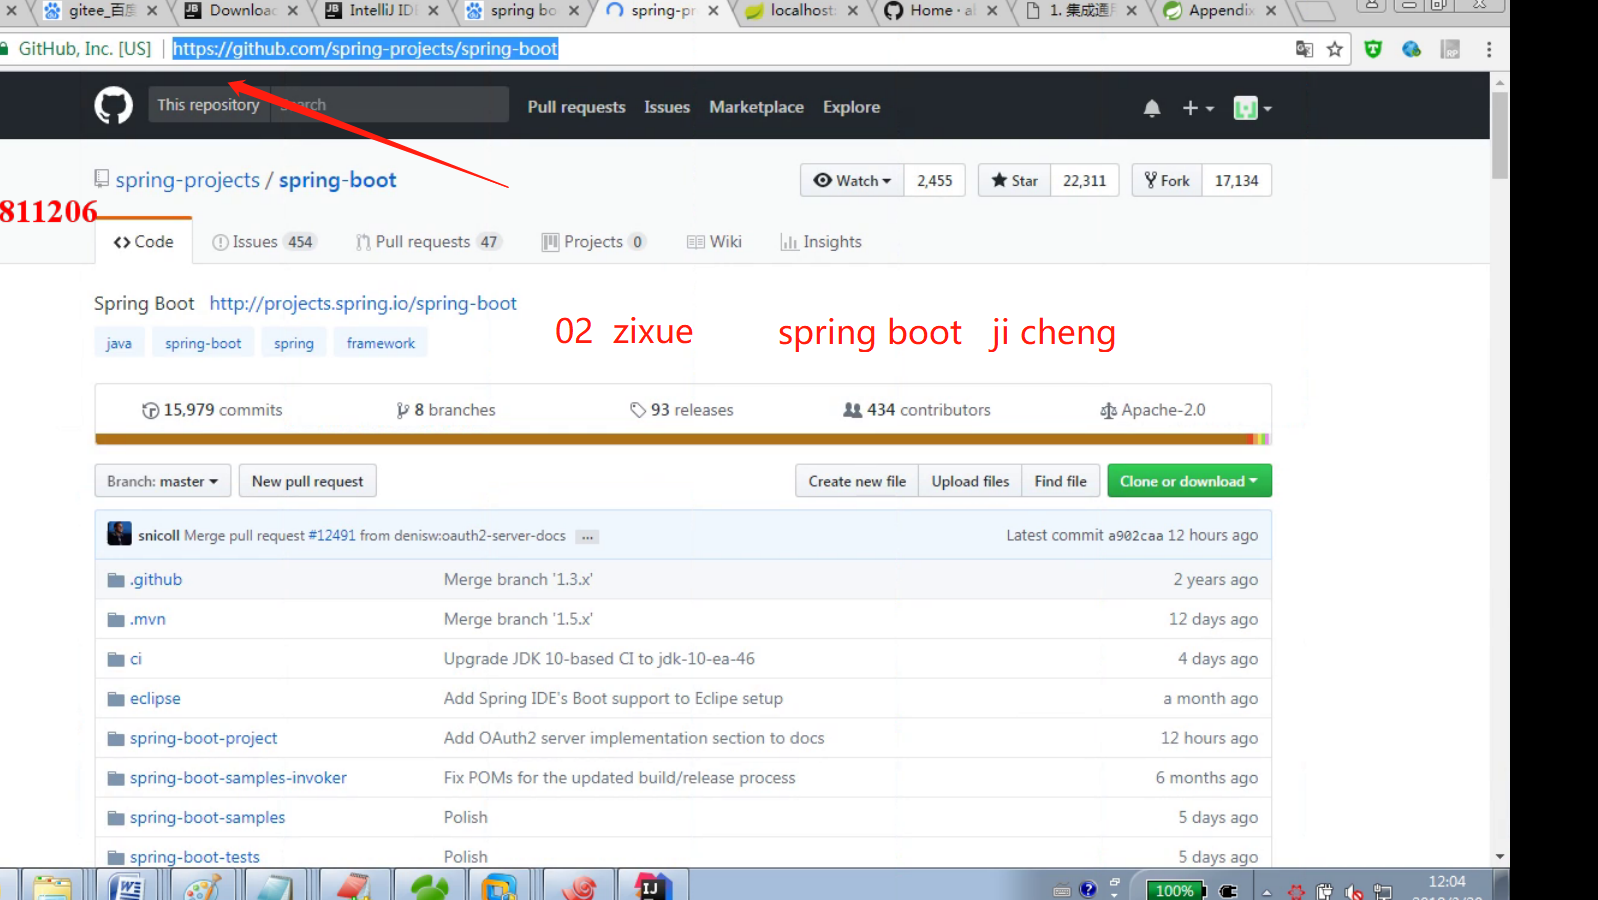 gitee_百度 Downloac IntelliJ IDE spring bo spring-pr localhost: Home · al 1. 集成通用 Appendix
GitHub, Inc. [US] https://github.com/spring-projects/spring-boot
This repository Search Pull requests Issues Marketplace Explore
spring-projects / spring-boot Watch 2,455 Star 22,311 Fork 17,134
811206
Code Issues 454 Pull requests 47 Projects 0 Wiki Insights
Spring Boot http://projects.spring.io/spring-boot
02 zixue spring boot ji cheng
java spring-boot spring framework
15,979 commits 8 branches 93 releases 434 contributors Apache-2.0
Branch: master New pull request Create new file Upload files Find file Clone or download
snicoll Merge pull request #12491 from denisw:oauth2-server-docs ... Latest commit a902caa 12 hours ago
.github Merge branch '1.3.x' 2 years ago
.mvn Merge branch '1.5.x' 12 days ago
ci Upgrade JDK 10-based CI to jdk-10-ea-46 4 days ago
eclipse Add Spring IDE's Boot support to Eclipe setup a month ago
spring-boot-project Add OAuth2 server implementation section to docs 12 hours ago
spring-boot-samples-invoker Fix POMs for the updated build/release process 6 months ago
spring-boot-samples Polish 5 days ago
spring-boot-tests Polish 5 days ago
100% 12:04